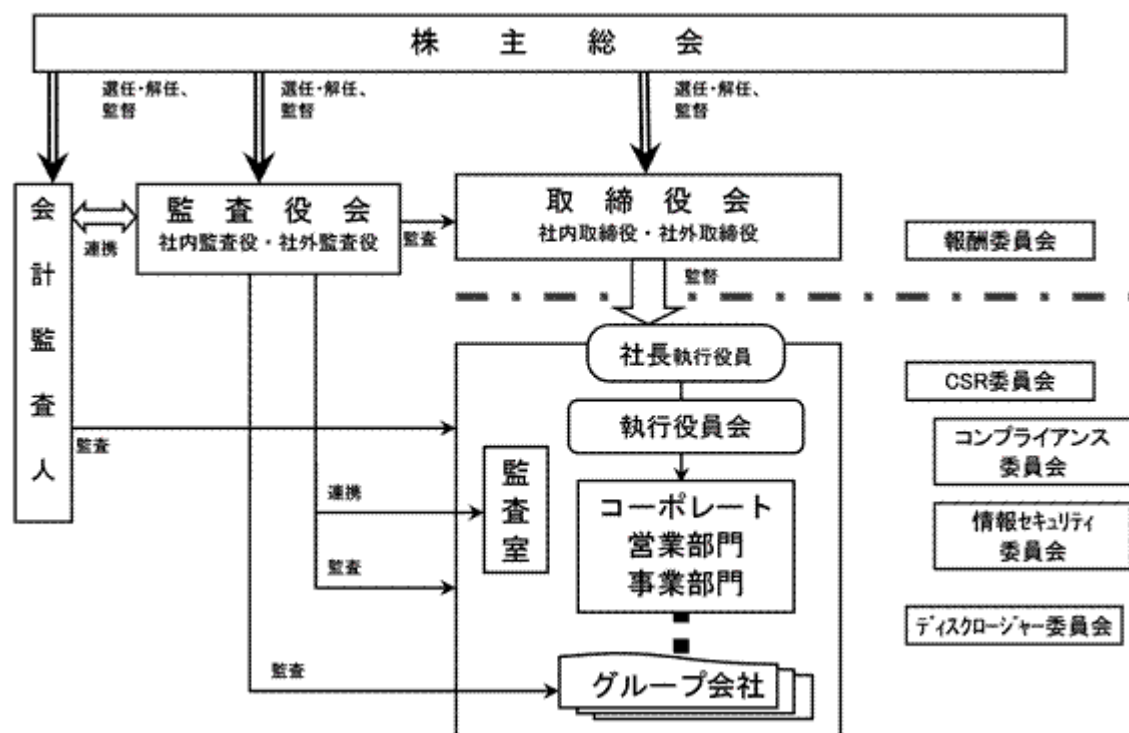 株主総会
選任・解任、
監督
選任・解任、
監督
選任・解任、
監督
会計監査人
連携
監査役会
社内監査役・社外監査役
監査
取締役会
社内取締役・社外取締役
報酬委員会
監督
社長執行役員
CSR委員会
執行役員会
コンプライアンス
委員会
監査
監査室
連携
コーポレート
営業部門
事業部門
情報セキュリティ
委員会
監査
ディスクロージャー委員会
監査
グループ会社